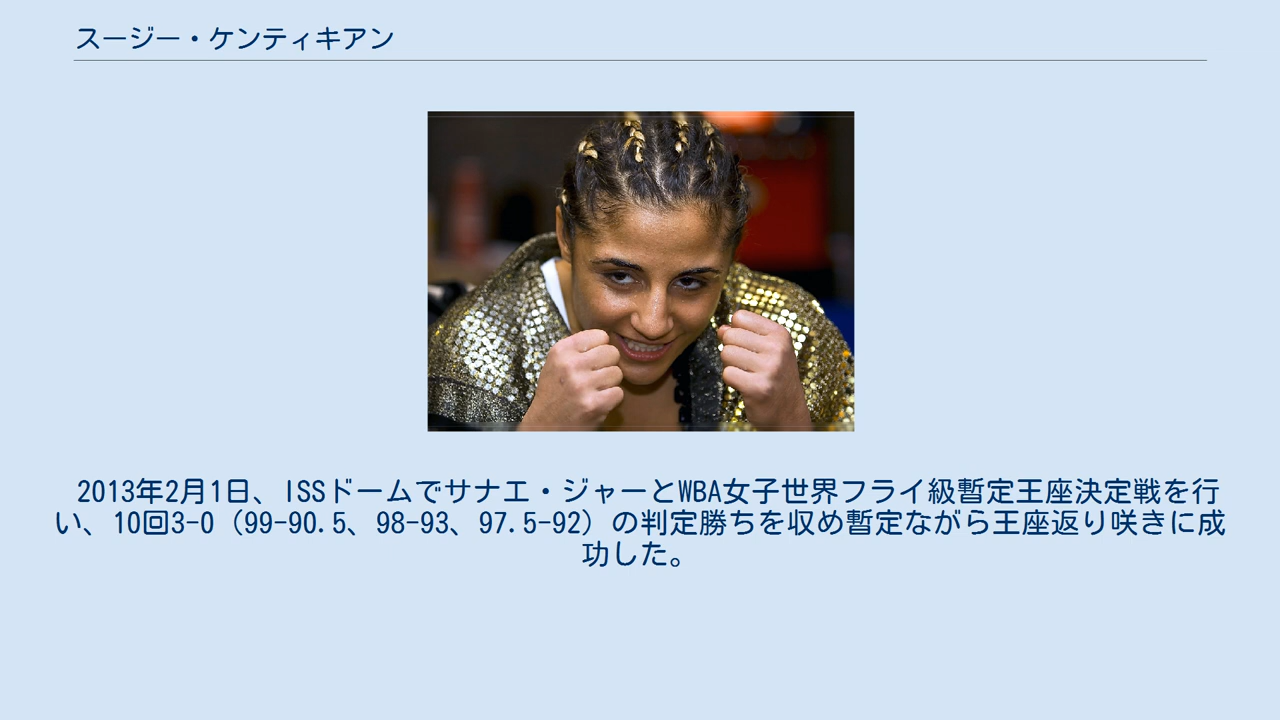 スージー・ケンティキアン
2013年2月1日、ISSドームでサナエ・ジャーとWBA女子世界フライ級暫定王座決定戦を行
い、10回3-0（99-90.5、98-93、97.5-92）の判定勝ちを収め暫定ながら王座返り咲きに成
功した。